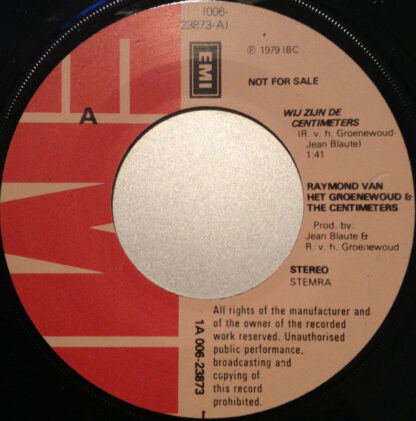 (006-
23873-A)
EMI
℗ 1979 IBC
NOT FOR SALE
A
WIJ ZIJN DE
CENTIMETERS
(R. v. h. Groenewoud-
Jean Blaute)
1:41
RAYMOND VAN
HET GROENEWOUD &
THE CENTIMETERS
Prod. by:
Jean Blaute &
R. v. h. Groenewoud
STEREO
STEMRA
All rights of the manufacturer and
of the owner of the recorded
work reserved. Unauthorised
public performance,
broadcasting and
copying of
this record
prohibited.
1A 006-23873